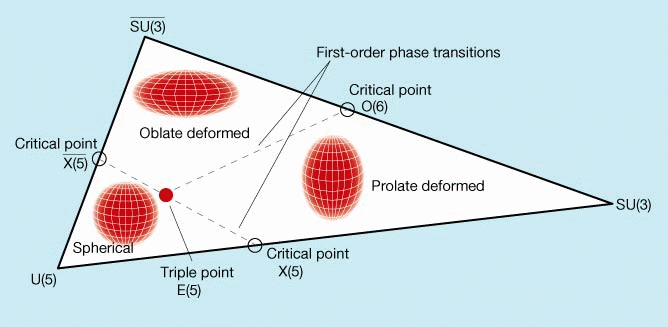 S̅U̅(̅3̅)̅
First-order phase transitions
Critical point
O(6)
Oblate deformed
Critical point
X̅(̅5̅)̅
Prolate deformed
SU(3)
Spherical
Critical point
X(5)
Triple point
E(5)
U(5)